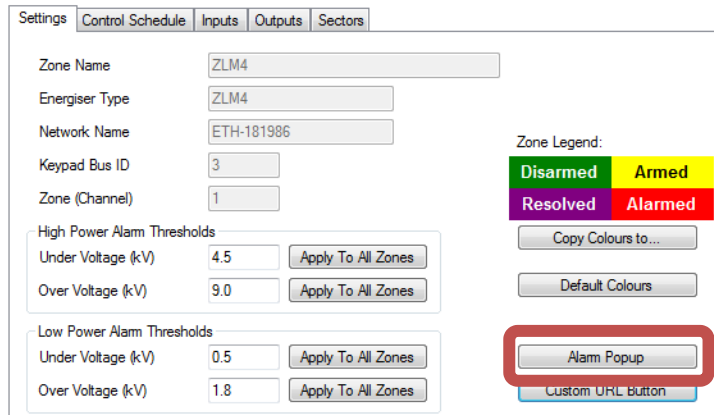 Settings Control Schedule Inputs Outputs Sectors
Zone Name ZLM4
Energiser Type ZLM4
Network Name ETH-181986
Keypad Bus ID 3
Zone (Channel) 1
High Power Alarm Thresholds
Under Voltage (kV) 4.5 Apply To All Zones
Over Voltage (kV) 9.0 Apply To All Zones
Low Power Alarm Thresholds
Under Voltage (kV) 0.5 Apply To All Zones
Over Voltage (kV) 1.8 Apply To All Zones
Zone Legend:
Disarmed Armed
Resolved Alarmed
Copy Colours to...
Default Colours
Alarm Popup
Custom URL Button